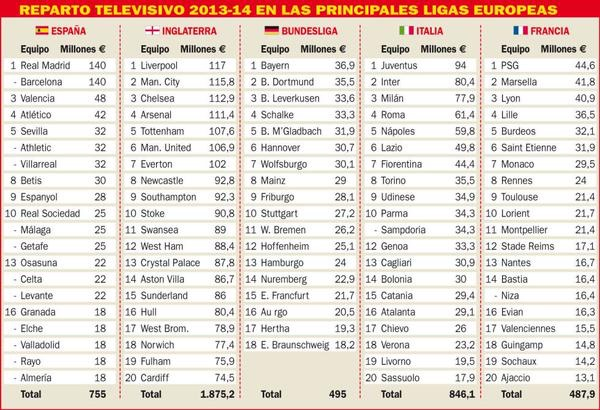 REPARTO TELEVISIVO 2013-14 EN LAS PRINCIPALES LIGAS EUROPEAS
ESPAÑA
Equipo Millones €
1 Real Madrid 140
- Barcelona 140
3 Valencia 48
4 Atlético 42
5 Sevilla 32
- Athletic 32
- Villarreal 32
8 Betis 30
9 Espanyol 28
10 Real Sociedad 25
- Málaga 25
- Getafe 25
13 Osasuna 22
- Celta 22
- Levante 22
16 Granada 18
- Elche 18
- Valladolid 18
- Rayo 18
- Almería 18
Total 755
INGLATERRA
Equipo Millones €
1 Liverpool 117
2 Man. City 115,8
3 Chelsea 112,9
4 Arsenal 111,4
5 Tottenham 107,6
6 Man. United 106,9
7 Everton 102
8 Newcastle 92,8
9 Southampton 92,3
10 Stoke 90,8
11 Swansea 89
12 West Ham 88,4
13 Crystal Palace 87,8
14 Aston Villa 86,7
15 Sunderland 86
16 Hull 80,4
17 West Brom. 78,9
18 Norwich 77,4
19 Fulham 75,9
20 Cardiff 74,5
Total 1.875,2
BUNDESLIGA
Equipo Millones €
1 Bayern 36,9
2 B. Dortmund 35,5
3 B. Leverkusen 33,6
4 Schalke 33,3
5 B. M'Gladbach 31,9
6 Hannover 30,7
7 Wolfsburgo 30,1
8 Mainz 29
9 Friburgo 28,1
10 Stuttgart 27,2
11 W. Bremen 26,2
12 Hoffenheim 25,1
13 Hamburgo 24
14 Nuremberg 22,9
15 E. Francfurt 21,7
16 Au rgo 20,5
17 Hertha 19,3
18 E. Braunschweig 18,2
Total 495
ITALIA
Equipo Millones €
1 Juventus 94
2 Inter 80,4
3 Milán 77,9
4 Roma 61,4
5 Nápoles 59,8
6 Lazio 49,8
7 Fiorentina 44,4
8 Torino 35,5
9 Udinese 34,9
10 Parma 34,3
- Sampdoria 34,3
12 Genoa 33,3
13 Cagliari 30,9
14 Bolonia 30
15 Catania 29,4
16 Atalanta 29,1
17 Chievo 26
18 Verona 23,2
19 Livorno 19,5
20 Sassuolo 17,9
Total 846,1
FRANCIA
Equipo Millones €
1 PSG 44,6
2 Marsella 41,8
3 Lyon 40,9
4 Lille 36,5
5 Burdeos 32,1
6 Saint Etienne 31,9
7 Monaco 29,5
8 Rennes 24
9 Toulouse 21,4
10 Lorient 21,7
11 Montpellier 21,4
12 Stade Reims 17,1
13 Nantes 16,7
14 Bastia 16,4
- Niza 16,4
16 Evian 16,3
17 Valenciennes 15,5
18 Guingamp 14,8
19 Sochaux 14,2
20 Ajaccio 13,1
Total 487,9